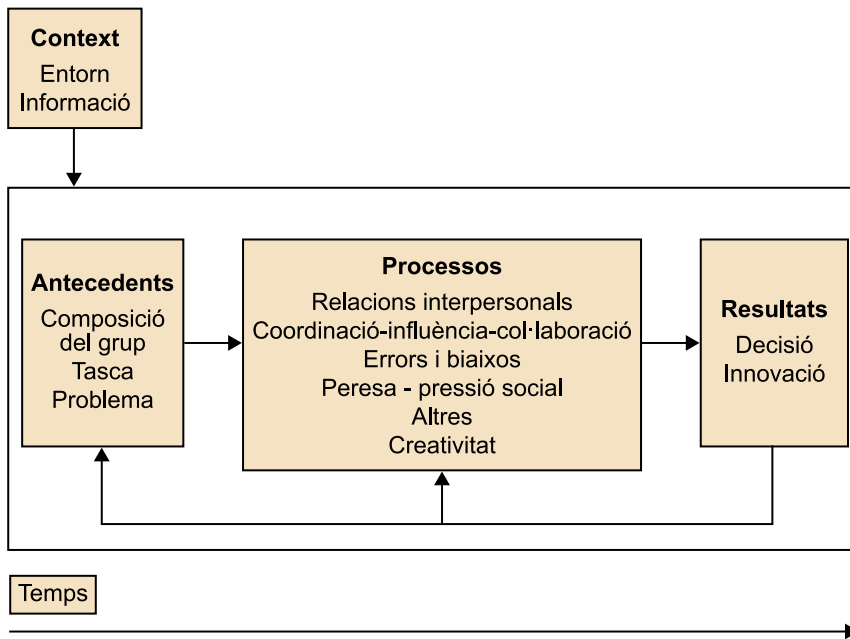 Context
Entorn
Informació
Antecedents
Composició
del grup
Tasca
Problema
Processos
Relacions interpersonals
Coordinació-influència-col·laboració
Errors i biaixos
Peresa - pressió social
Altres
Creativitat
Resultats
Decisió
Innovació
Temps